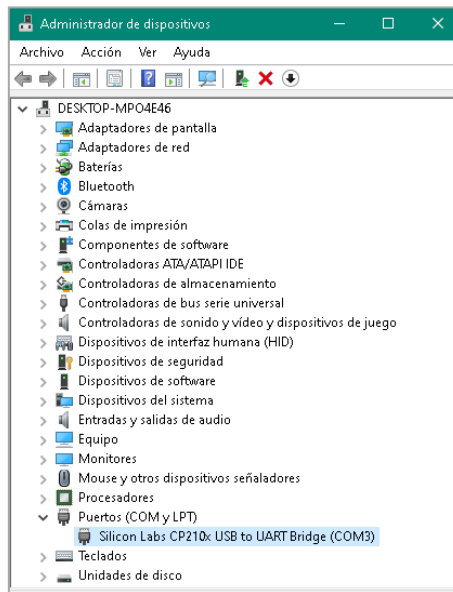 Administrador de dispositivos
Archivo Acción Ver Ayuda
DESKTOP-MPO4E46
Adaptadores de pantalla
Adaptadores de red
Baterías
Bluetooth
Cámaras
Colas de impresión
Componentes de software
Controladoras ATA/ATAPI IDE
Controladoras de almacenamiento
Controladoras de bus serie universal
Controladoras de sonido y vídeo y dispositivos de juego
Dispositivos de interfaz humana (HID)
Dispositivos de seguridad
Dispositivos de software
Dispositivos del sistema
Entradas y salidas de audio
Equipo
Monitores
Mouse y otros dispositivos señaladores
Procesadores
Puertos (COM y LPT)
Silicon Labs CP210x USB to UART Bridge (COM3)
Teclados
Unidades de disco